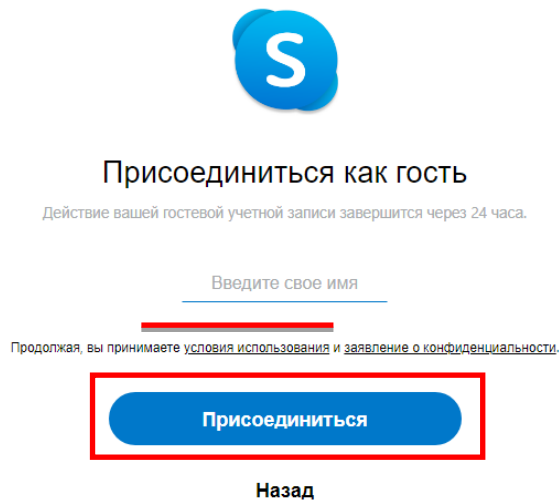 S
Присоединиться как гость
Действие вашей гостевой учетной записи завершится через 24 часа.
Введите свое имя
Продолжая, вы принимаете условия использования и заявление о конфиденциальности.
Присоединиться
Назад